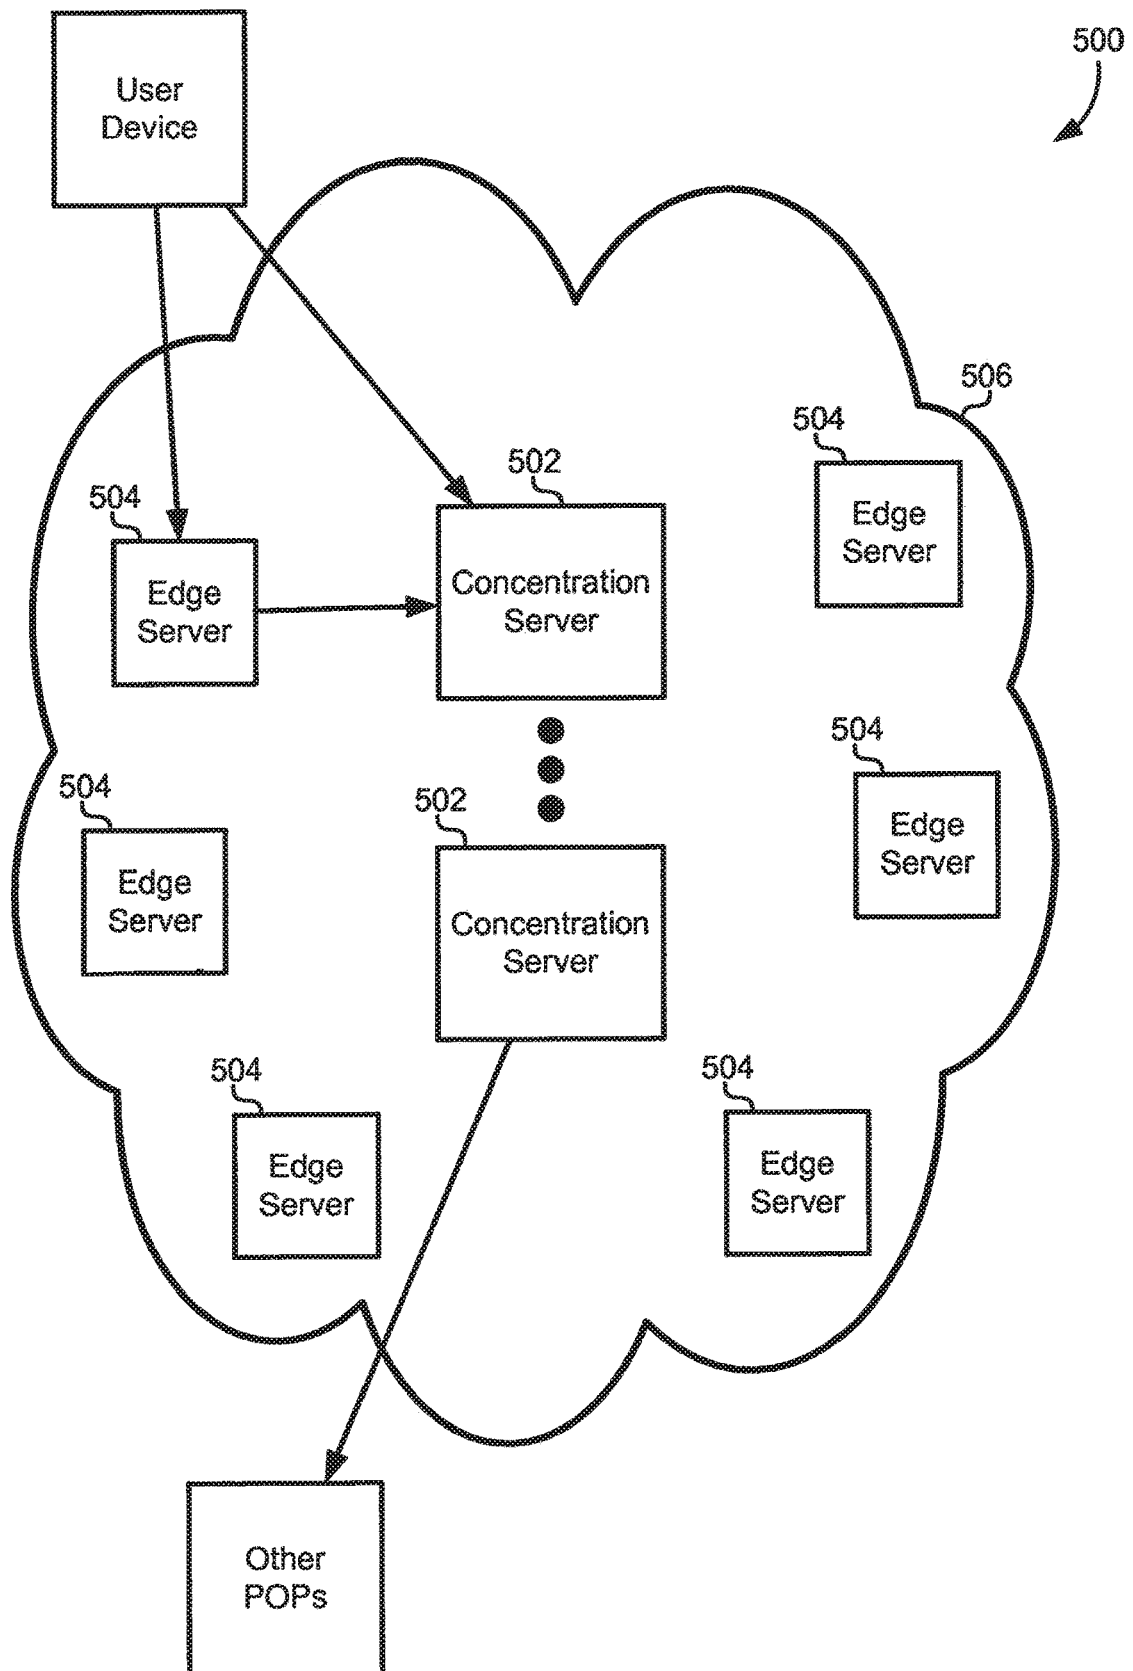 User
Device
500
506
504
Edge
Server
502
Concentration
Server
504
Edge
Server
504
Edge
Server
504
Edge
Server
502
Concentration
Server
504
Edge
Server
504
Edge
Server
Other
POPs